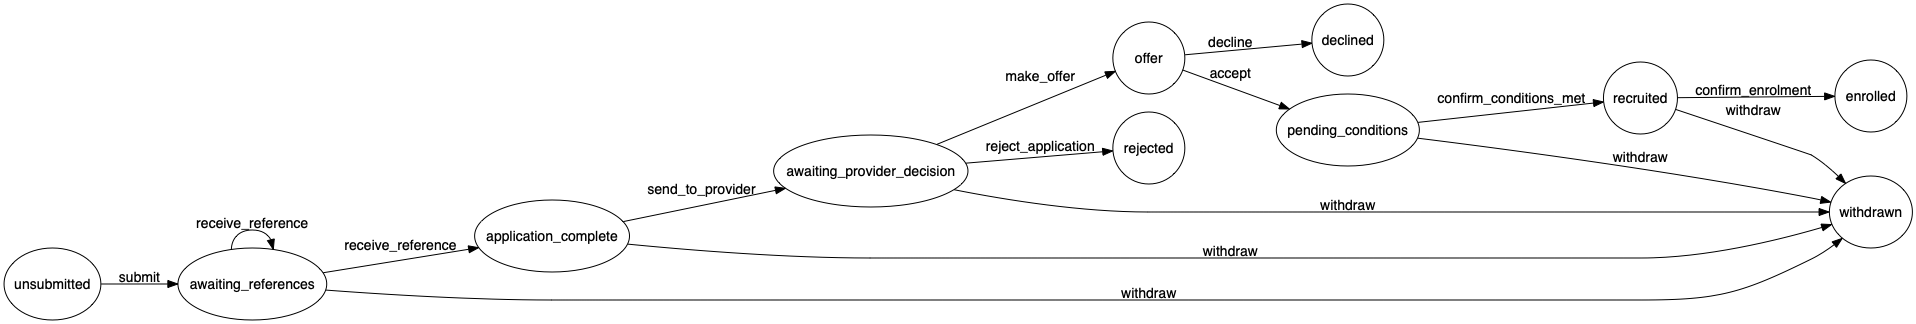 declined
decline
offer
accept
make_offer
enrolled
confirm_enrolment
recruited
confirm_conditions_met
withdraw
pending_conditions
reject_application
rejected
withdraw
awaiting_provider_decision
send_to_provider
withdraw
withdrawn
receive_reference
application_complete
receive_reference
withdraw
unsubmitted
submit
awaiting_references
withdraw